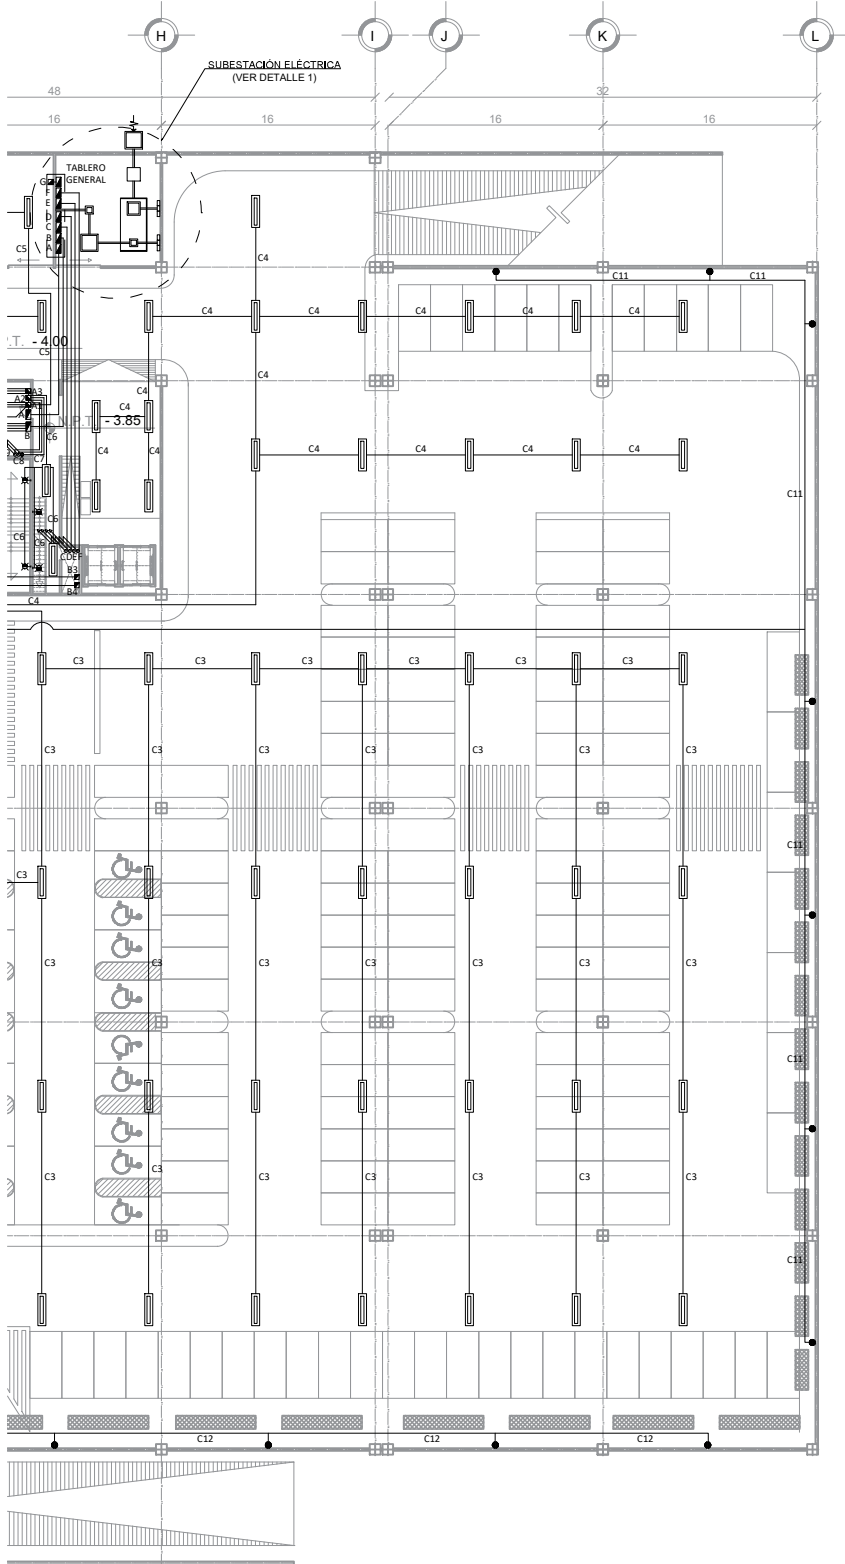 H I J K L
SUBESTACIÓN ELÉCTRICA
(VER DETALLE 1)
48 32
16 16 16 16
TABLERO
GENERAL
G
F
E
D
C
B
A
C5
C4
C11 C11
C4 C4 C4 C4 C4
.T. - 4.00
C5
C4
C4
A3
A2
A1
C4
A
N.P.T. - 3.85
B
C6
C4 C4 C4 C4 C4 C4
C7
C8
C11
C6
C6 C6
CDEF
B3
B4
C4
C3 C3 C3 C3 C3 C3
C3 C3 C3 C3 C3 C3 C3
C11
C3
C3 C3 C3 C3 C3 C3 C3
C11
C3 C3 C3 C3 C3 C3 C3
C11
C12 C12 C12